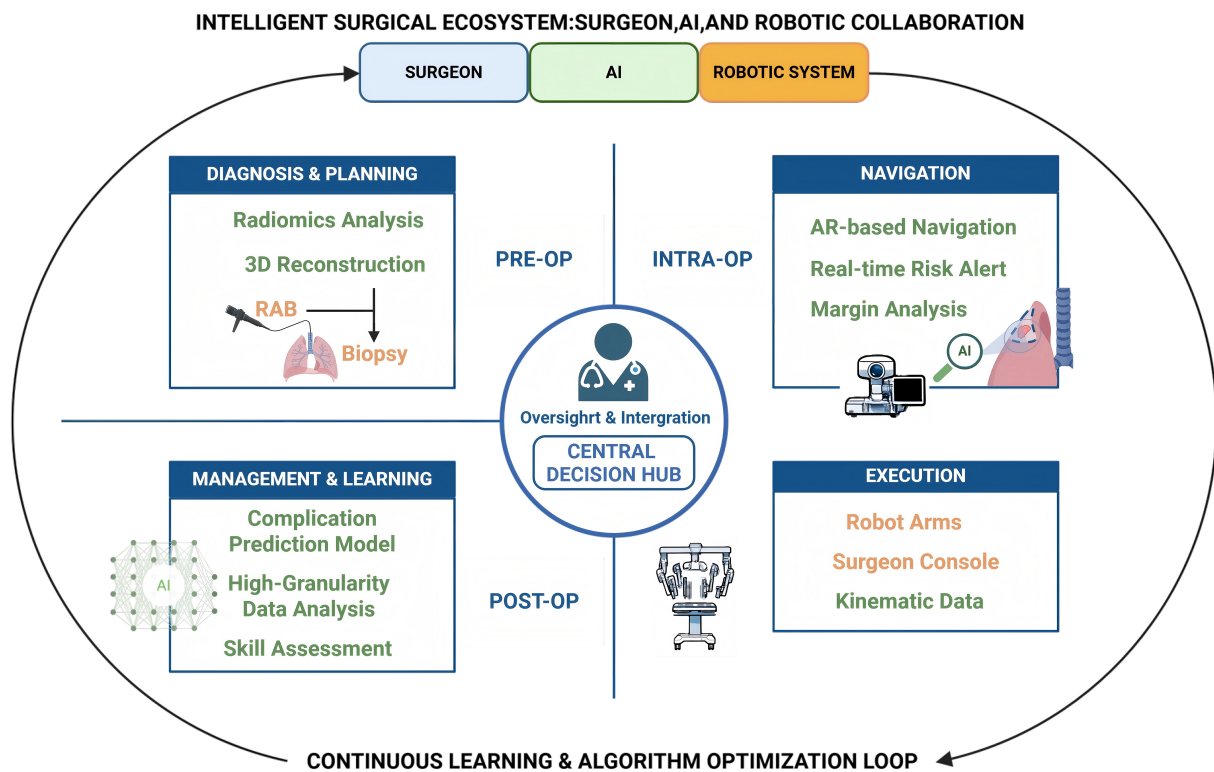 INTELLIGENT SURGICAL ECOSYSTEM:SURGEON,AI,AND ROBOTIC COLLABORATION
SURGEON
AI
ROBOTIC SYSTEM
DIAGNOSIS & PLANNING
Radiomics Analysis
3D Reconstruction
RAB
Biopsy
PRE-OP
INTRA-OP
NAVIGATION
AR-based Navigation
Real-time Risk Alert
Margin Analysis
AI
Oversighrt & Intergration
CENTRAL
DECISION HUB
MANAGEMENT & LEARNING
Complication
Prediction Model
AI
High-Granularity
Data Analysis
Skill Assessment
POST-OP
EXECUTION
Robot Arms
Surgeon Console
Kinematic Data
CONTINUOUS LEARNING & ALGORITHM OPTIMIZATION LOOP